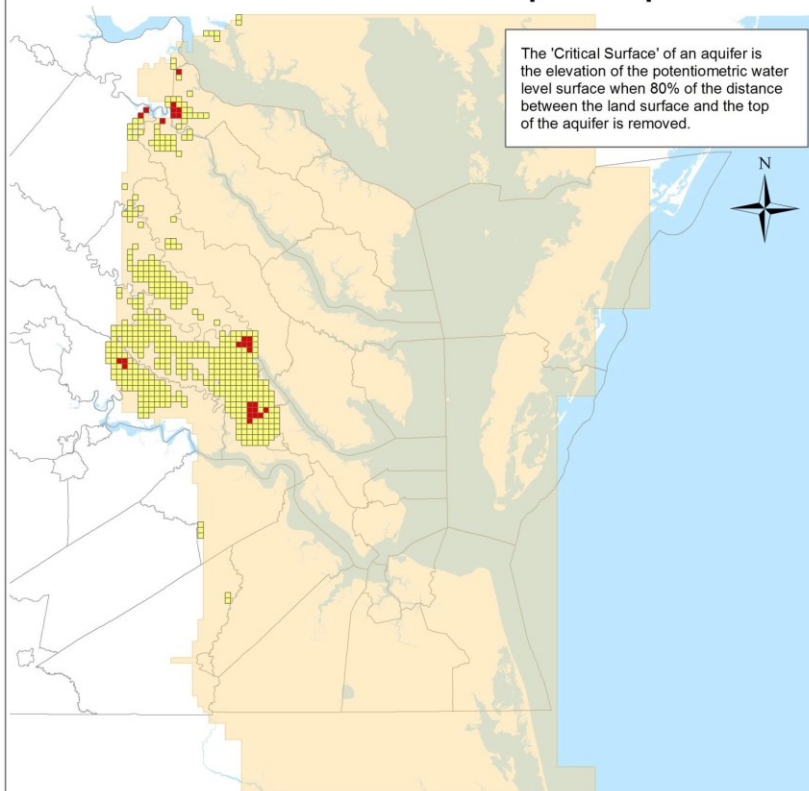 The 'Critical Surface' of an aquifer is
the elevation of the potentiometric water
level surface when 80% of the distance
between the land surface and the top
of the aquifer is removed.
N